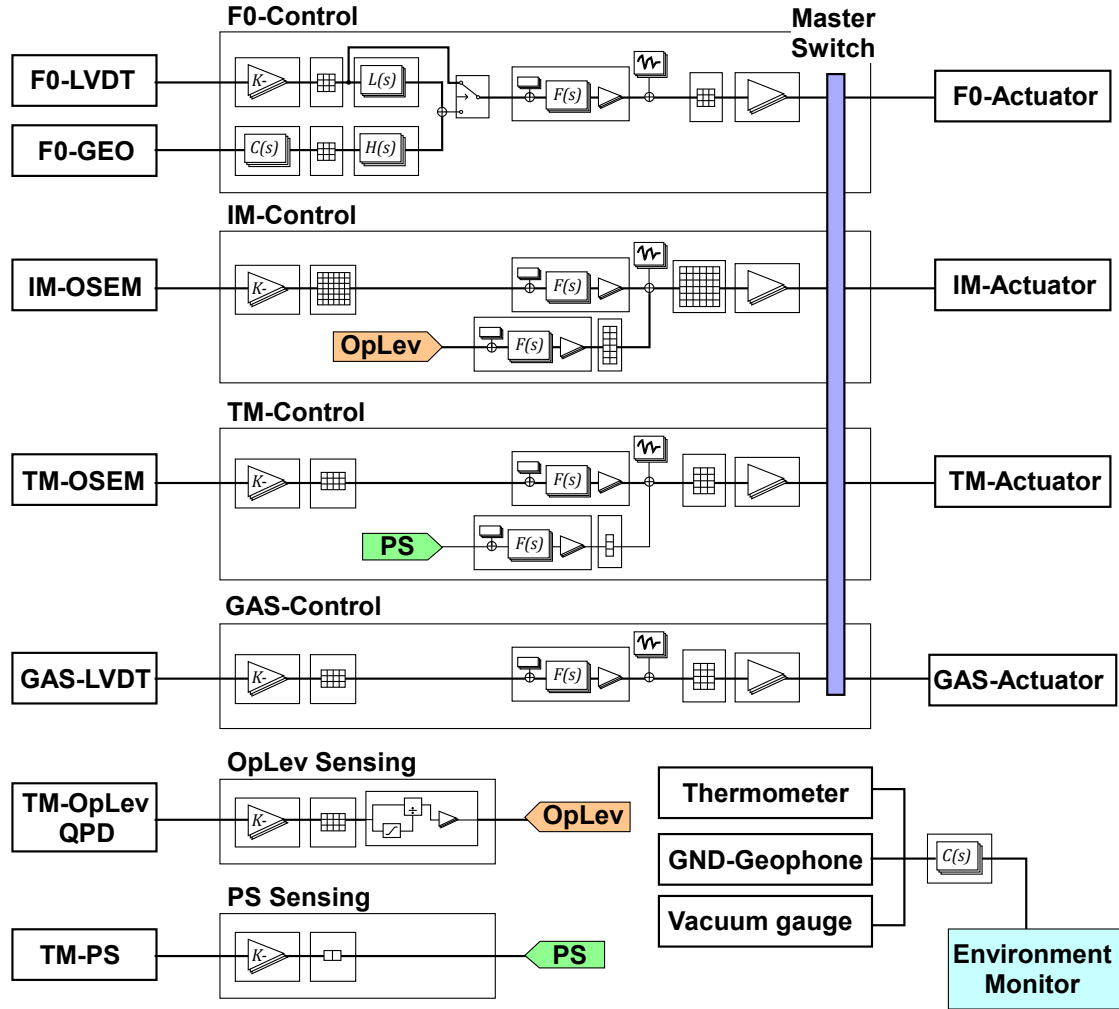 F0-Control
Master
Switch
F0-LVDT
K-
L(s)
F(s)
F0-Actuator
F0-GEO
C(s)
H(s)
IM-Control
IM-OSEM
K-
F(s)
IM-Actuator
OpLev
F(s)
TM-Control
TM-OSEM
K-
F(s)
TM-Actuator
PS
F(s)
GAS-Control
GAS-LVDT
K-
F(s)
GAS-Actuator
OpLev Sensing
TM-OpLev
QPD
K-
÷
OpLev
Thermometer
GND-Geophone
C(s)
Vacuum gauge
PS Sensing
TM-PS
K-
PS
Environment
Monitor